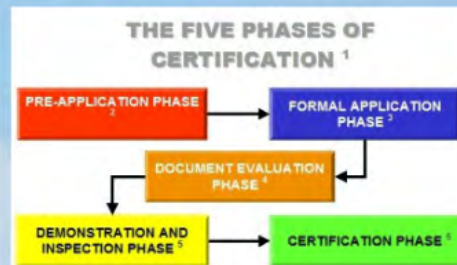 THE FIVE PHASES OF
CERTIFICATION 1
PRE-APPLICATION PHASE
2
FORMAL APPLICATION
PHASE 3
DOCUMENT EVALUATION
PHASE 4
DEMONSTRATION AND
INSPECTION PHASE 5
CERTIFICATION PHASE 6